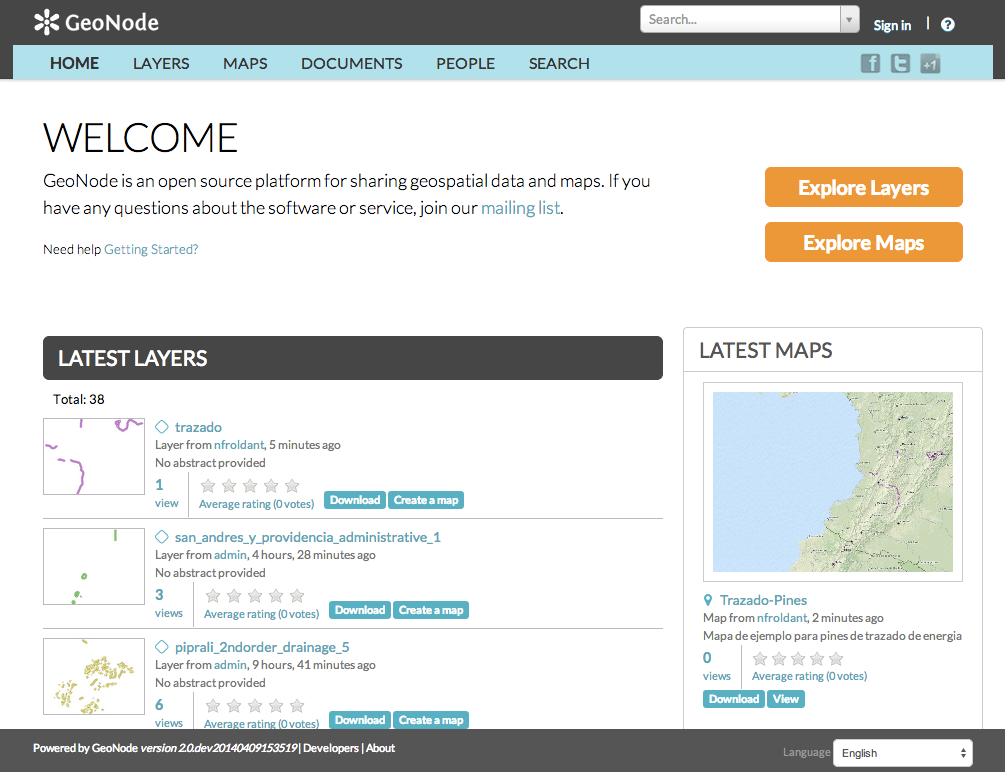 GeoNode
Search...
Sign in | ?
HOME LAYERS MAPS DOCUMENTS PEOPLE SEARCH
f t +1
WELCOME
GeoNode is an open source platform for sharing geospatial data and maps. If you
have any questions about the software or service, join our mailing list.
Need help Getting Started?
Explore Layers
Explore Maps
LATEST LAYERS
Total: 38
trazado
Layer from nfroldant, 5 minutes ago
No abstract provided
1
view
Average rating (0 votes)
Download Create a map
san_andres_y_providencia_administrative_1
Layer from admin, 4 hours, 28 minutes ago
No abstract provided
3
views
Average rating (0 votes)
Download Create a map
piprali_2ndorder_drainage_5
Layer from admin, 9 hours, 41 minutes ago
No abstract provided
6
views
Average rating (0 votes)
Download Create a map
LATEST MAPS
Trazado-Pines
Map from nfroldant, 2 minutes ago
Mapa de ejemplo para pines de trazado de energia
0
views
Average rating (0 votes)
Download View
Powered by GeoNode version 2.0.dev20140409153519 | Developers | About
Language English